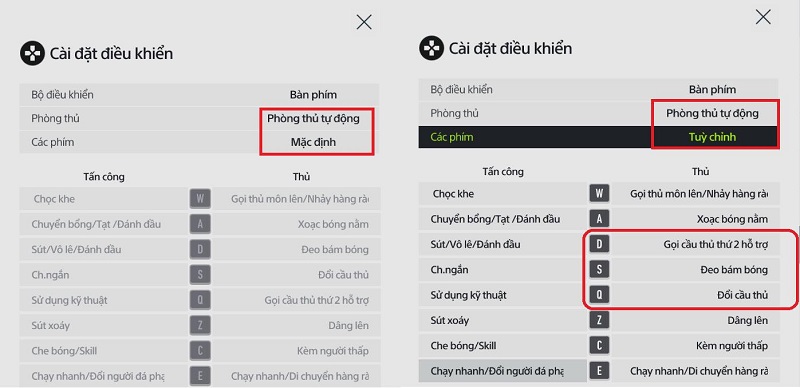 Cài đặt điều khiển
Bộ điều khiển Bàn phím
Phòng thủ Phòng thủ tự động
Các phím Mặc định
Tấn công Thủ
Chọc khe W Gọi thủ môn lên/Nhảy hàng rào
Chuyển bổng/Tạt /Đánh đầu A Xoạc bóng nằm
Sút/Vô lê/Đánh đầu D Đeo bám bóng
Ch.ngắn S Đổi cầu thủ
Sử dụng kỹ thuật Q Gọi cầu thủ thứ 2 hỗ trợ
Sút xoáy Z Dâng lên
Che bóng/Skill C Kèm người thấp
Chạy nhanh/Đổi người đá phạ E Chạy nhanh/Di chuyển hàng rà
Cài đặt điều khiển
Bộ điều khiển Bàn phím
Phòng thủ Phòng thủ tự động
Các phím Tuỳ chỉnh
Tấn công Thủ
Chọc khe W Gọi thủ môn lên/Nhảy hàng rào
Chuyển bổng/Tạt /Đánh đầu A Xoạc bóng nằm
Sút/Vô lê/Đánh đầu D Gọi cầu thủ thứ 2 hỗ trợ
Ch.ngắn S Đeo bám bóng
Sử dụng kỹ thuật Q Đổi cầu thủ
Sút xoáy Z Dâng lên
Che bóng/Skill C Kèm người thấp
Chạy nhanh/Đổi người đá phạ E Chạy nhanh/Di chuyển hàng rà